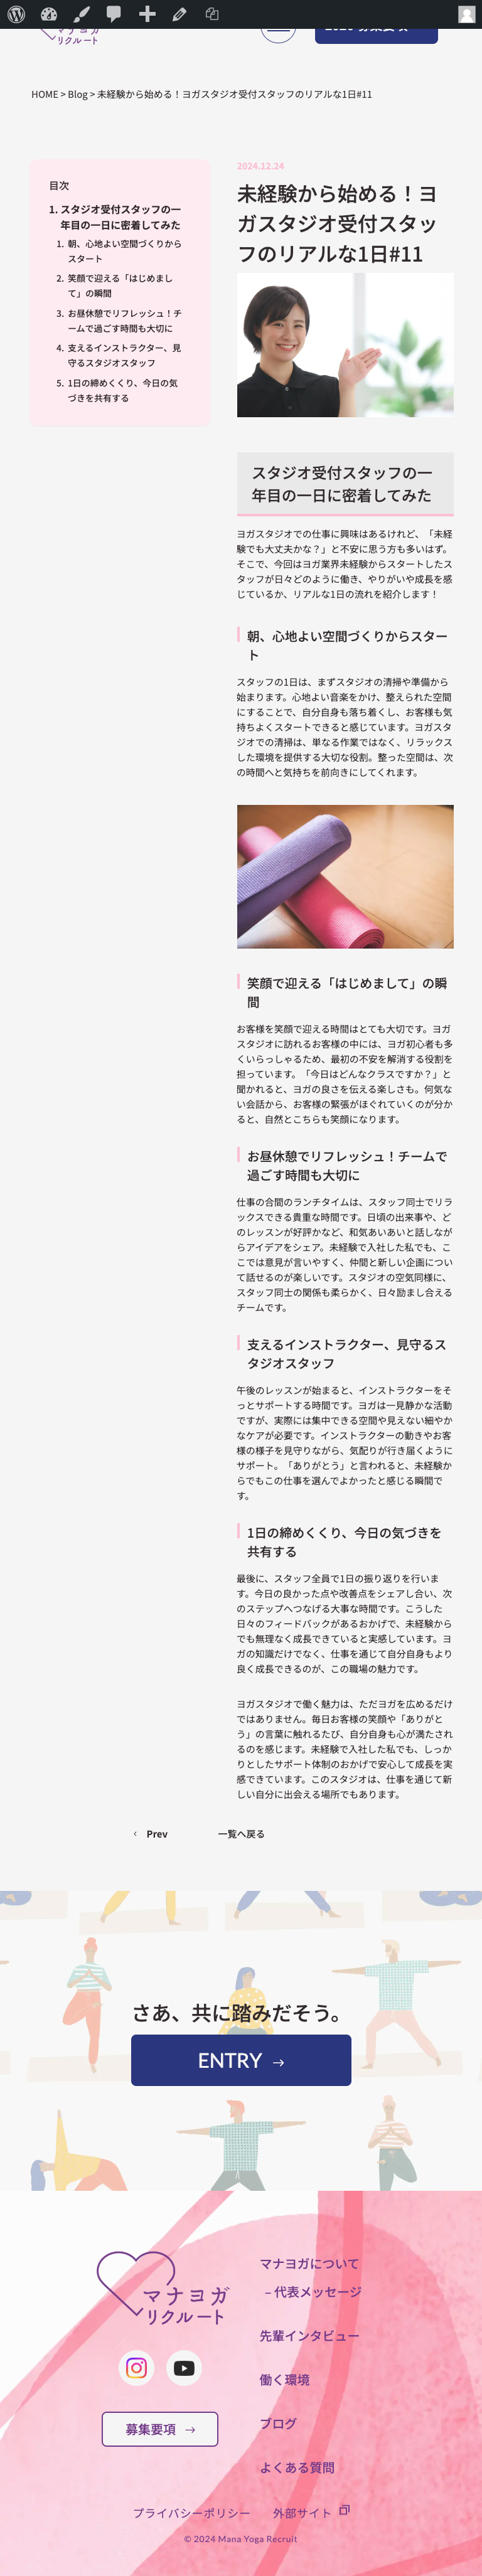 マナヨガ
リクルート
HOME > Blog > 未経験から始める！ヨガスタジオ受付スタッフのリアルな1日#11
目次
1. スタジオ受付スタッフの一
年目の一日に密着してみた
1. 朝、心地よい空間づくりから
スタート
2. 笑顔で迎える「はじめまし
て」の瞬間
3. お昼休憩でリフレッシュ！チ
ームで過ごす時間も大切に
4. 支えるインストラクター、見
守るスタジオスタッフ
5. 1日の締めくくり、今日の気
づきを共有する
2024.12.24
未経験から始める！ヨ
ガスタジオ受付スタッ
フのリアルな1日#11
スタジオ受付スタッフの一
年目の一日に密着してみた
ヨガスタジオでの仕事に興味はあるけれど、「未経
験でも大丈夫かな？」と不安に思う方も多いはず。
そこで、今回はヨガ業界未経験からスタートしたス
タッフが日々どのように働き、やりがいや成長を感
じているか、リアルな1日の流れを紹介します！
朝、心地よい空間づくりからスター
ト
スタッフの1日は、まずスタジオの清掃や準備から
始まります。心地よい音楽をかけ、整えられた空間
にすることで、自分自身も落ち着くし、お客様も気
持ちよくスタートできると感じています。ヨガスタ
ジオでの清掃は、単なる作業ではなく、リラックス
した環境を提供する大切な役割。整った空間は、次
の時間へと気持ちを前向きにしてくれます。
笑顔で迎える「はじめまして」の瞬
間
お客様を笑顔で迎える時間はとても大切です。ヨガ
スタジオに訪れるお客様の中には、ヨガ初心者も多
くいらっしゃるため、最初の不安を解消する役割を
担っています。「今日はどんなクラスですか？」と
聞かれると、ヨガの良さを伝える楽しさも。何気な
い会話から、お客様の緊張がほぐれていくのが分か
ると、自然とこちらも笑顔になります。
お昼休憩でリフレッシュ！チームで
過ごす時間も大切に
仕事の合間のランチタイムは、スタッフ同士でリラ
ックスできる貴重な時間です。日頃の出来事や、ど
のレッスンが好評かなど、和気あいあいと話しなが
らアイデアをシェア。未経験で入社した私でも、こ
こでは意見が言いやすく、仲間と新しい企画につい
て話せるのが楽しいです。スタジオの空気同様に、
スタッフ同士の関係も柔らかく、日々励まし合える
チームです。
支えるインストラクター、見守るス
タジオスタッフ
午後のレッスンが始まると、インストラクターをそ
っとサポートする時間です。ヨガは一見静かな活動
ですが、実際には集中できる空間や見えない細やか
なケアが必要です。インストラクターの動きやお客
様の様子を見守りながら、気配りが行き届くように
サポート。「ありがとう」と言われると、未経験か
らでもこの仕事を選んでよかったと感じる瞬間で
す。
1日の締めくくり、今日の気づきを
共有する
最後に、スタッフ全員で1日の振り返りを行いま
す。今日の良かった点や改善点をシェアし合い、次
のステップへつなげる大事な時間です。こうした
日々のフィードバックがあるおかげで、未経験から
でも無理なく成長できていると実感しています。ヨ
ガの知識だけでなく、仕事を通じて自分自身もより
良く成長できるのが、この職場の魅力です。
ヨガスタジオで働く魅力は、ただヨガを広めるだけ
ではありません。毎日お客様の笑顔や「ありがと
う」の言葉に触れるたび、自分自身も心が満たされ
るのを感じます。未経験で入社した私でも、しっか
りとしたサポート体制のおかげで安心して成長を実
感できています。このスタジオは、仕事を通じて新
しい自分に出会える場所でもあります。
Prev
一覧へ戻る
さあ、共に踏みだそう。
ENTRY →
マナヨガ
リクルート
募集要項 →
マナヨガについて
– 代表メッセージ
先輩インタビュー
働く環境
ブログ
よくある質問
プライバシーポリシー 外部サイト
© 2024 Mana Yoga Recruit